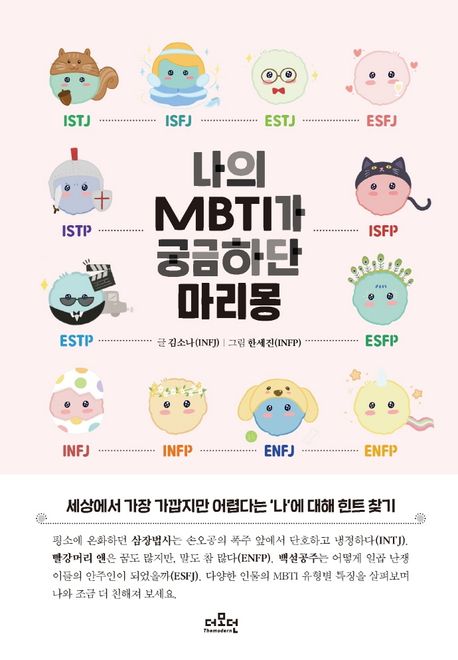 ISTJ ISFJ ESTJ ESFJ
나의
MBTI가
궁금하단
마리몽
ISTP ISFP
글 김소나(INFJ) | 그림 한세진(INFP)
ESTP ESFP
INFJ INFP ENFJ ENFP
세상에서 가장 가깝지만 어렵다는 '나'에 대해 힌트 찾기
평소에 온화하던 삼장법사는 손오공의 폭주 앞에서 단호하고 냉정하다(INTJ).
빨강머리 앤은 꿈도 많지만, 말도 참 많다(ENFP). 백설공주는 어떻게 일곱 난쟁
이들의 안주인이 되었을까(ESFJ). 다양한 인물의 MBTI 유형별 특징을 살펴보며
나와 조금 더 친해져 보세요.
더모던
Themodern